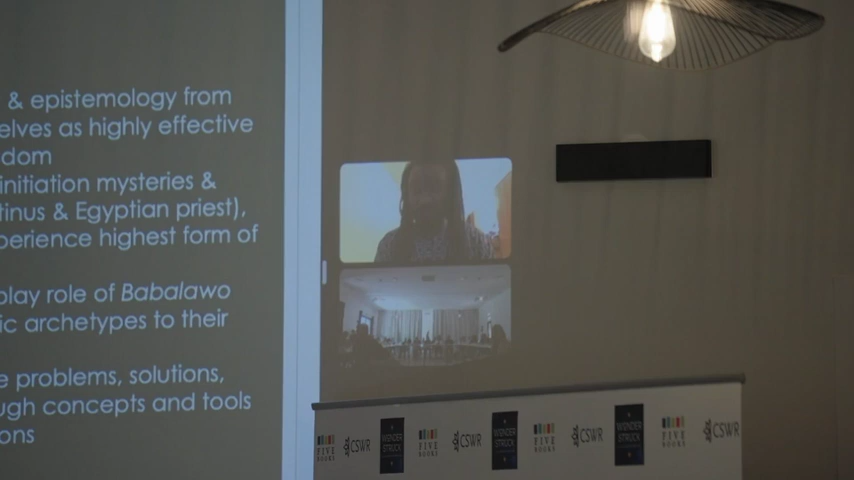 & epistemology from
elves as highly effective
dom
initiation mysteries &
tinus & Egyptian priest),
perience highest form of
play role of Babalawo
ic archetypes to their
e problems, solutions,
ugh concepts and tools
ons
FIVE BOOKS
CSWR
WONDER STRUCK
FIVE BOOKS
CSWR
WONDER STRUCK
FIVE BOOKS
CSWR
WONDER STRUCK
FIVE BOOKS
CSWR